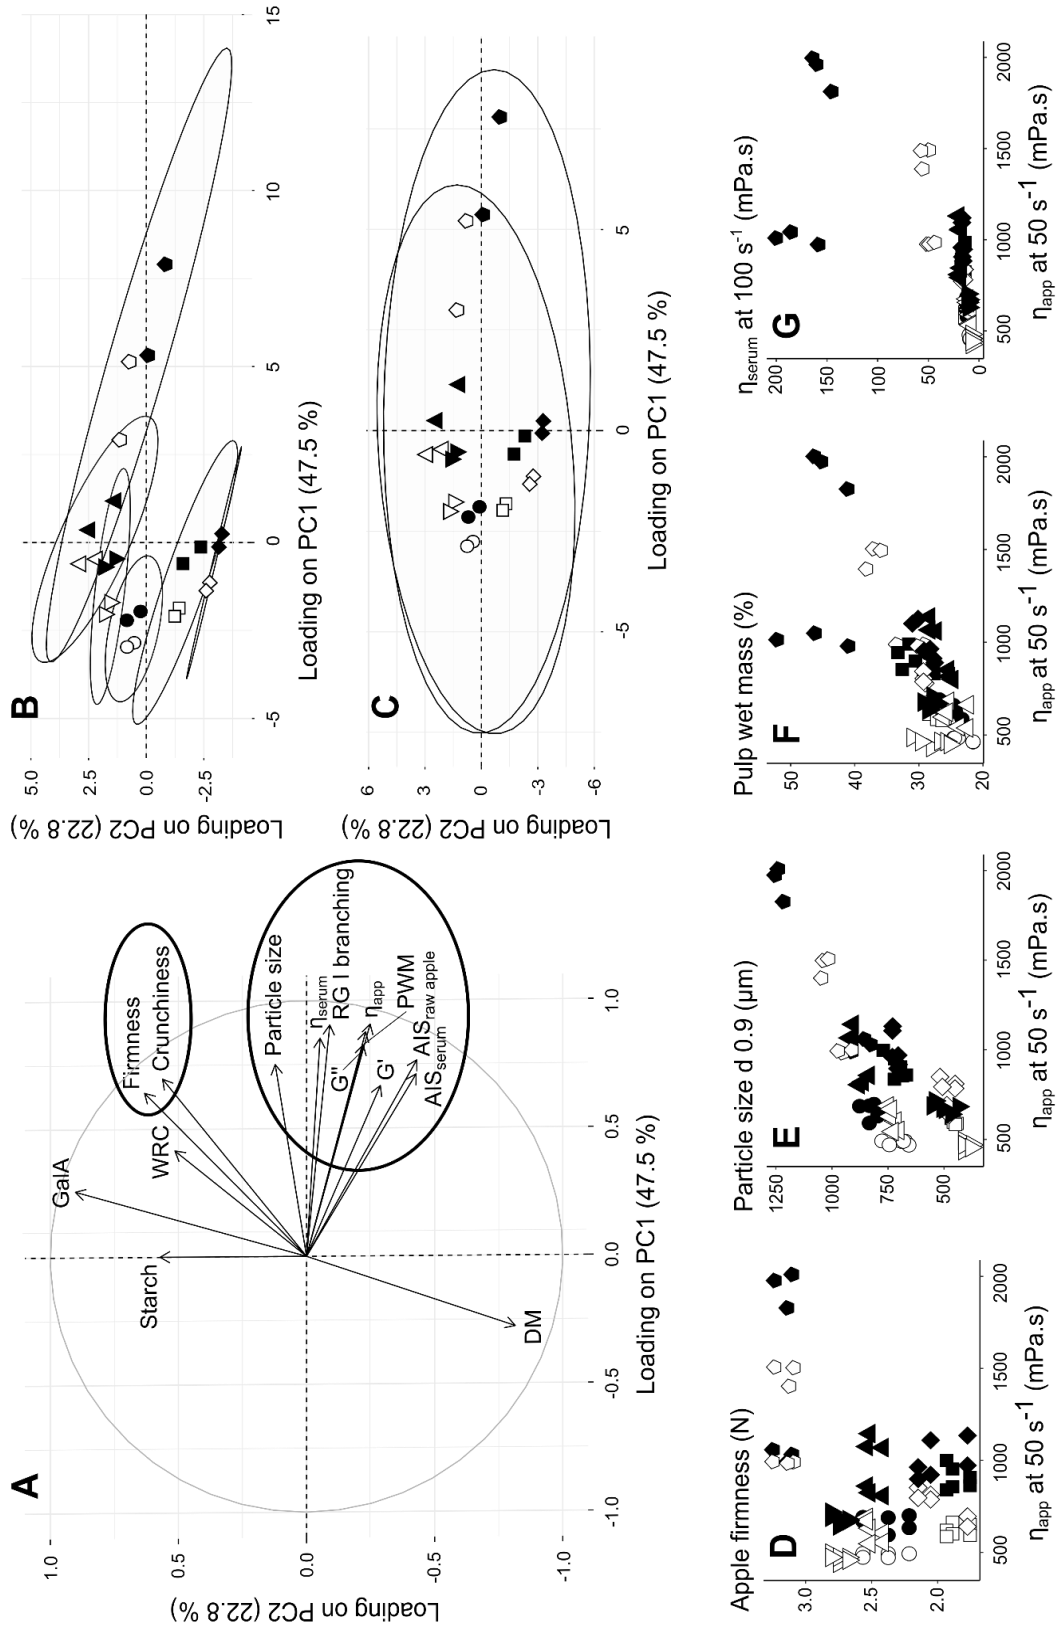 A
1.0
0.5
0.0
-0.5
-1.0
Loading on PC2 (22.8 %)
-1.0
-0.5
0.0
0.5
1.0
Loading on PC1 (47.5 %)
Starch
GalA
WRC
Firmness
Crunchiness
Particle size
ηserum
RG I branching
G''
ηapp
PWM
G'
AISraw apple
AISserum
DM
B
5.0
2.5
0.0
-2.5
Loading on PC2 (22.8 %)
-5
0
5
10
15
Loading on PC1 (47.5 %)
C
6
3
0
-3
-6
Loading on PC2 (22.8 %)
-5
0
5
Loading on PC1 (47.5 %)
Apple firmness (N)
D
3.0
2.5
2.0
500
1000
1500
2000
ηapp at 50 s⁻¹ (mPa.s)
Particle size d 0.9 (µm)
E
1250
1000
750
500
500
1000
1500
2000
ηapp at 50 s⁻¹ (mPa.s)
Pulp wet mass (%)
F
50
40
30
20
500
1000
1500
2000
ηapp at 50 s⁻¹ (mPa.s)
ηserum at 100 s⁻¹ (mPa.s)
G
200
150
100
50
0
500
1000
1500
2000
ηapp at 50 s⁻¹ (mPa.s)